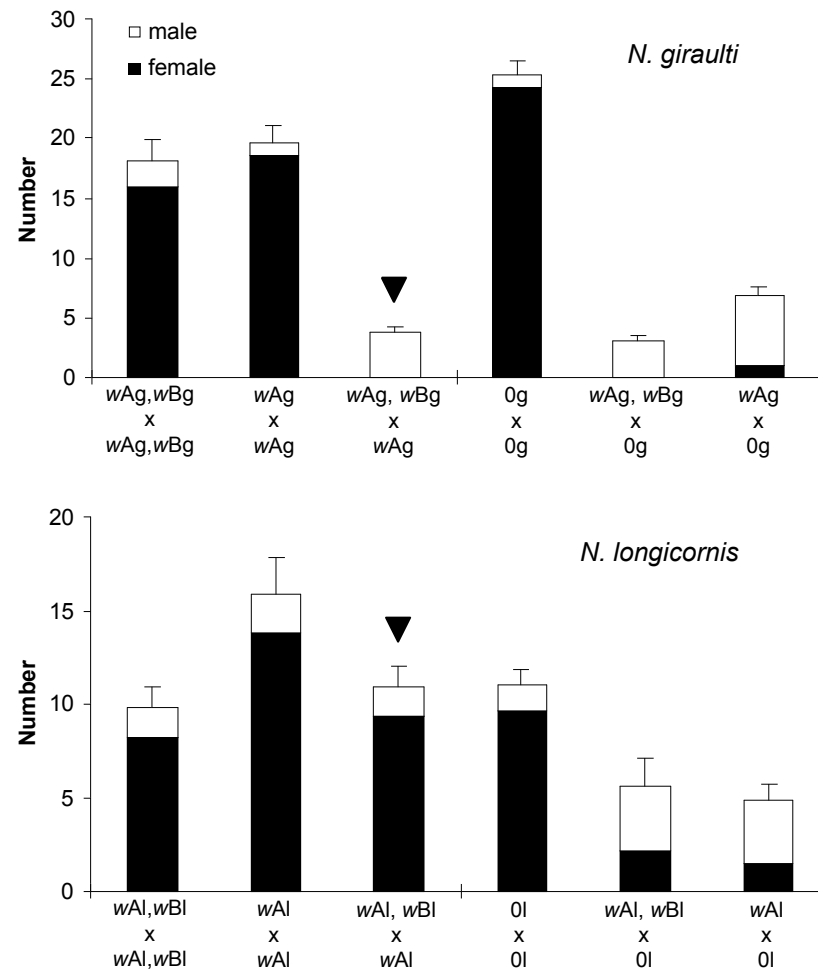 30
male
N. giraulti
female
25
20
15
10
5
0
Number
wAg,wBg wAg wAg, wBg 0g wAg, wBg wAg
x x x x x x
wAg,wBg wAg wAg 0g 0g 0g
20
N. longicornis
15
10
5
0
Number
wAl,wBl wAl wAl, wBl 0l wAl, wBl wAl
x x x x x x
wAl,wBl wAl wAl 0l 0l 0l